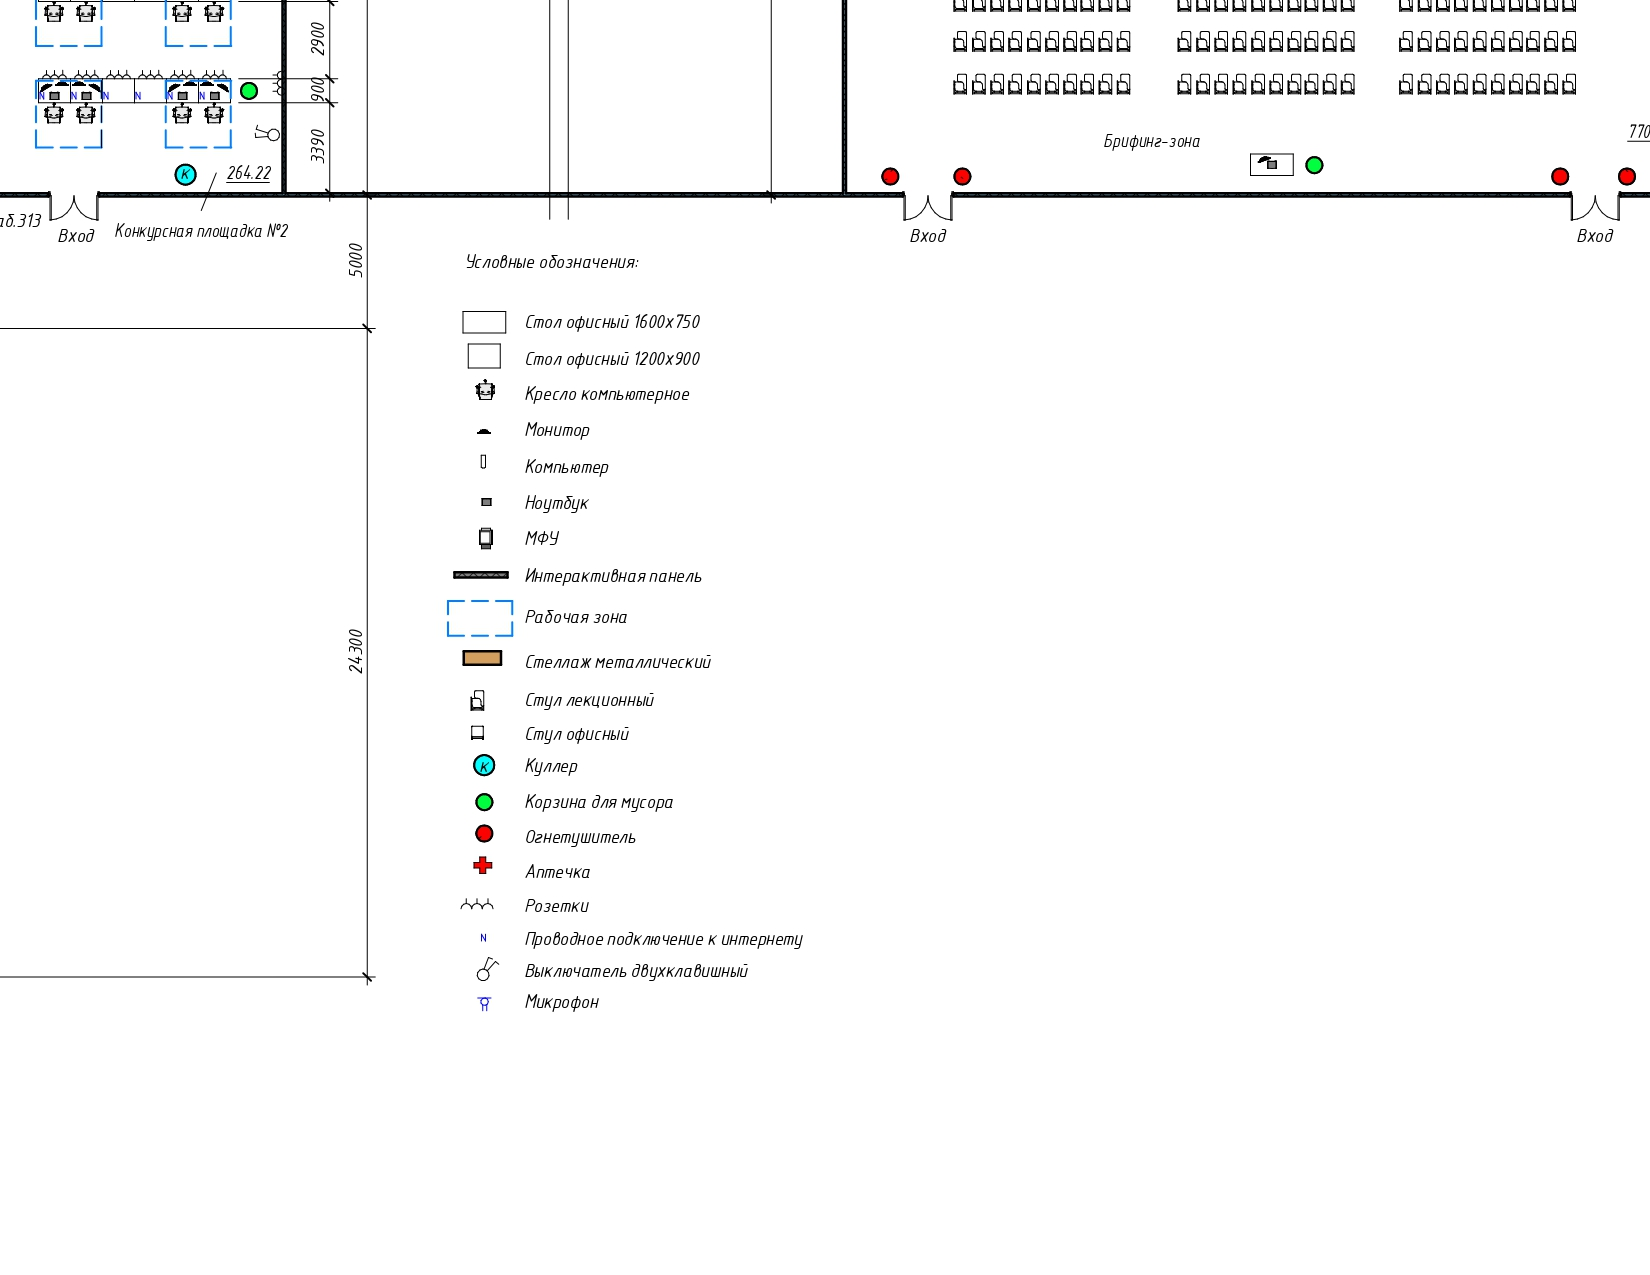 2900
900
3390
Брифинг-зона
770
К
264.22
аб.313
Вход
Конкурсная площадка №2
Вход
Вход
5000
Условные обозначения:
Стол офисный 1600х750
Стол офисный 1200х900
Кресло компьютерное
Монитор
Компьютер
Ноутбук
МФУ
Интерактивная панель
Рабочая зона
24300
Стеллаж металлический
Стул лекционный
Стул офисный
К Куллер
Корзина для мусора
Огнетушитель
Аптечка
Розетки
N Проводное подключение к интернету
Выключатель двухклавишный
Микрофон